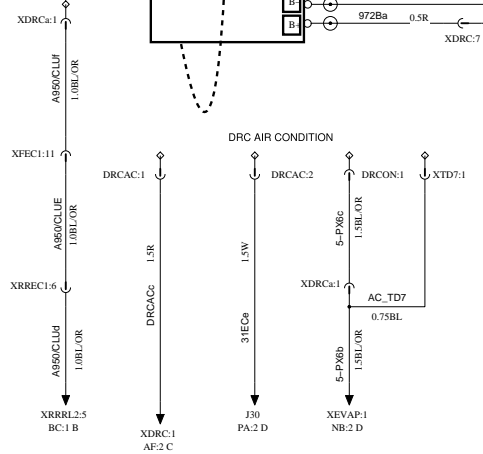 B-
XDRCa:1
B+
972Ba
0.5R
XDRC:7
A950/CLUf
1.0BL/OR
DRC AIR CONDITION
XFEC1:11
DRCAC:1
DRCAC:2
DRCON:1
XTD7:1
A950/CLUE
1.0BL/OR
1.5R
1.5W
5-PX6c
1.5BL/OR
XRREC1:6
XDRCa:1
AC_TD7
0.75BL
DRCACc
31ECe
A950/CLUd
1.0BL/OR
5-PX6b
1.5BL/OR
XRRRL2:5
BC:1 B
J30
PA:2 D
XEVAP:1
NB:2 D
XDRC:1
AF:2 C